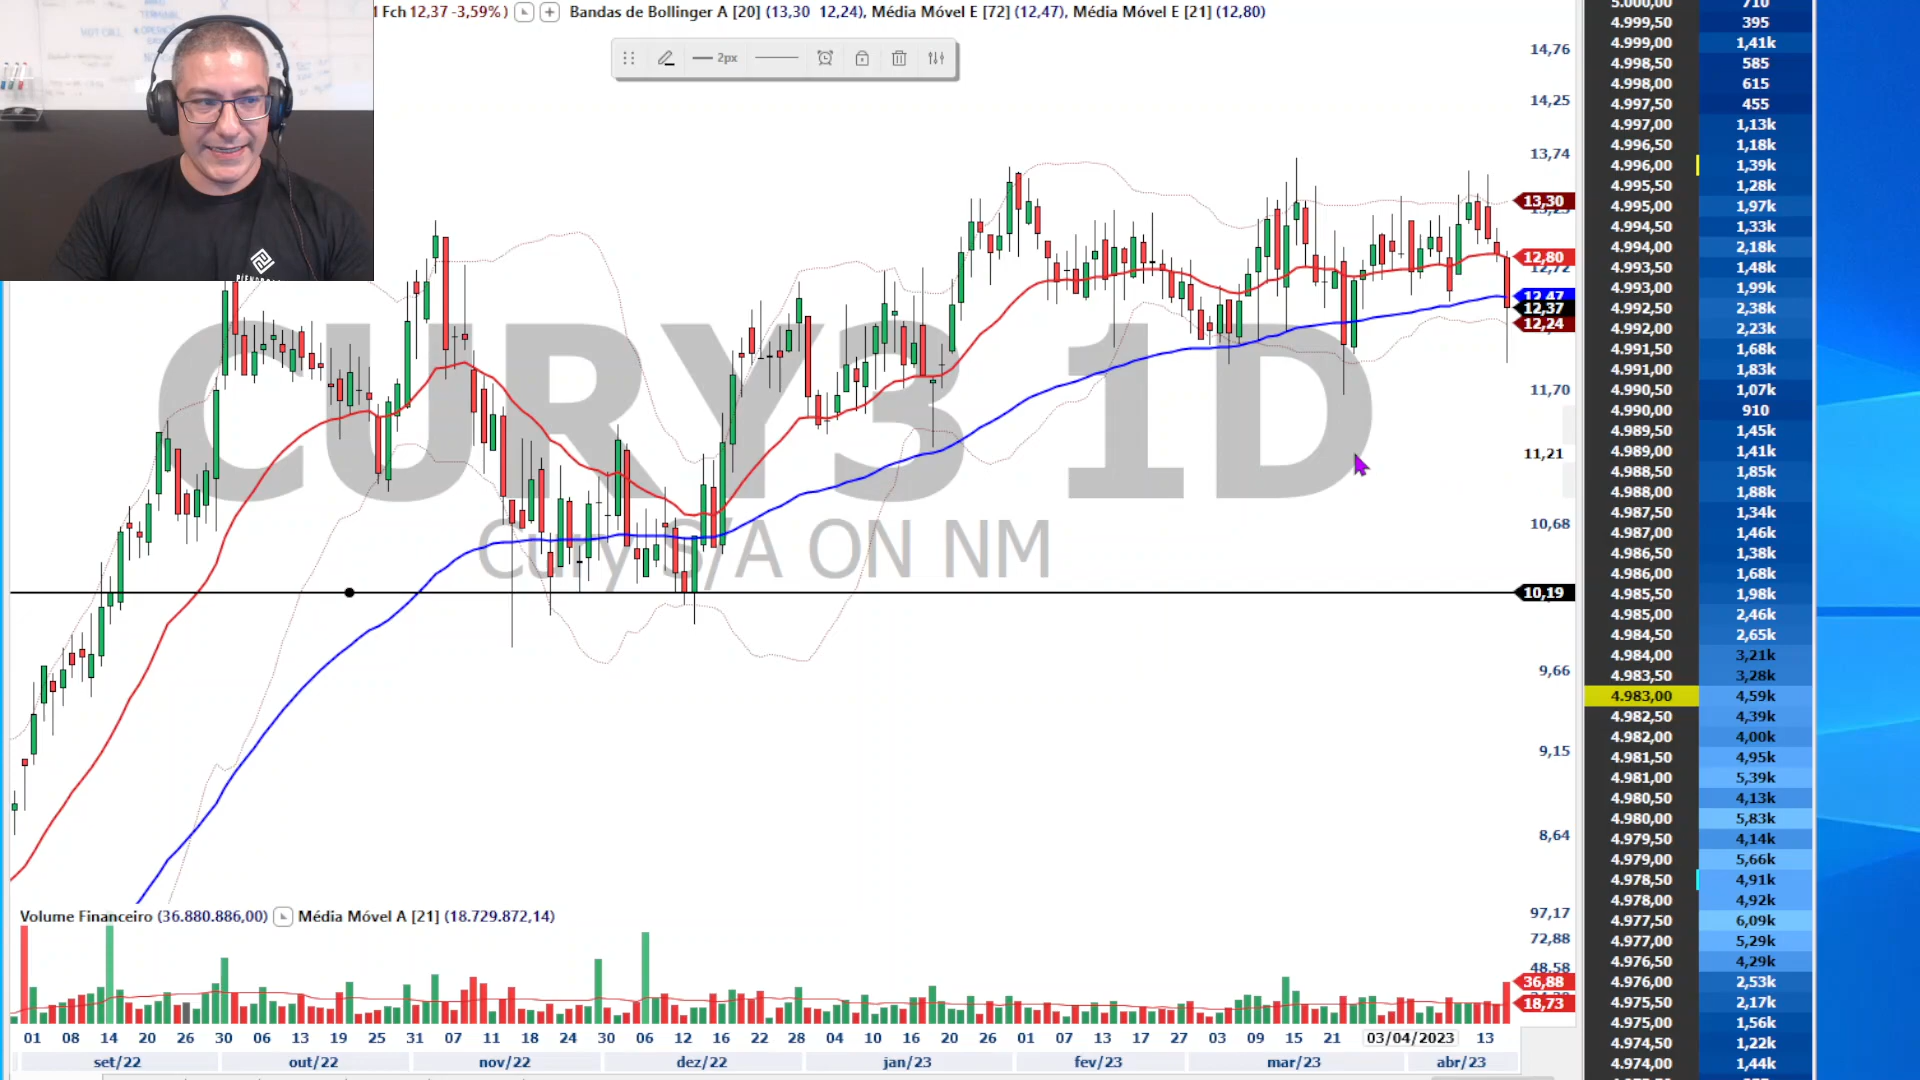 1 Fch 12,37 -3,59% ) Bandas de Bollinger A [20] (13,30 12,24), Média Móvel E [72] (12,47), Média Móvel E [21] (12,80)
2px
14,76
14,25
13,74
13,30
12,80
12,72
12,47
12,37
12,24
11,70
11,21
10,68
10,19
9,66
9,15
8,64
CURY3 1D
Cury S/A ON NM
Volume Financeiro (36.880.886,00) Média Móvel A [21] (18.729.872,14)
97,17
72,88
48,58
36,88
18,73
01 08 14 20 26 30 06 13 19 25 31 07 11 18 24 30 06 12 16 22 28 04 10 16 20 26 01 07 13 17 27 03 09 15 21 03/04/2023 13
set/22 out/22 nov/22 dez/22 jan/23 fev/23 mar/23 abr/23
5.000,00 710
4.999,50 395
4.999,00 1,41k
4.998,50 585
4.998,00 615
4.997,50 455
4.997,00 1,13k
4.996,50 1,18k
4.996,00 1,39k
4.995,50 1,28k
4.995,00 1,97k
4.994,50 1,33k
4.994,00 2,18k
4.993,50 1,48k
4.993,00 1,99k
4.992,50 2,38k
4.992,00 2,23k
4.991,50 1,68k
4.991,00 1,83k
4.990,50 1,07k
4.990,00 910
4.989,50 1,45k
4.989,00 1,41k
4.988,50 1,85k
4.988,00 1,88k
4.987,50 1,34k
4.987,00 1,46k
4.986,50 1,38k
4.986,00 1,68k
4.985,50 1,98k
4.985,00 2,46k
4.984,50 2,65k
4.984,00 3,21k
4.983,50 3,28k
4.983,00 4,59k
4.982,50 4,39k
4.982,00 4,00k
4.981,50 4,95k
4.981,00 5,39k
4.980,50 4,13k
4.980,00 5,83k
4.979,50 4,14k
4.979,00 5,66k
4.978,50 4,91k
4.978,00 4,92k
4.977,50 6,09k
4.977,00 5,29k
4.976,50 4,29k
4.976,00 2,53k
4.975,50 2,17k
4.975,00 1,56k
4.974,50 1,22k
4.974,00 1,44k